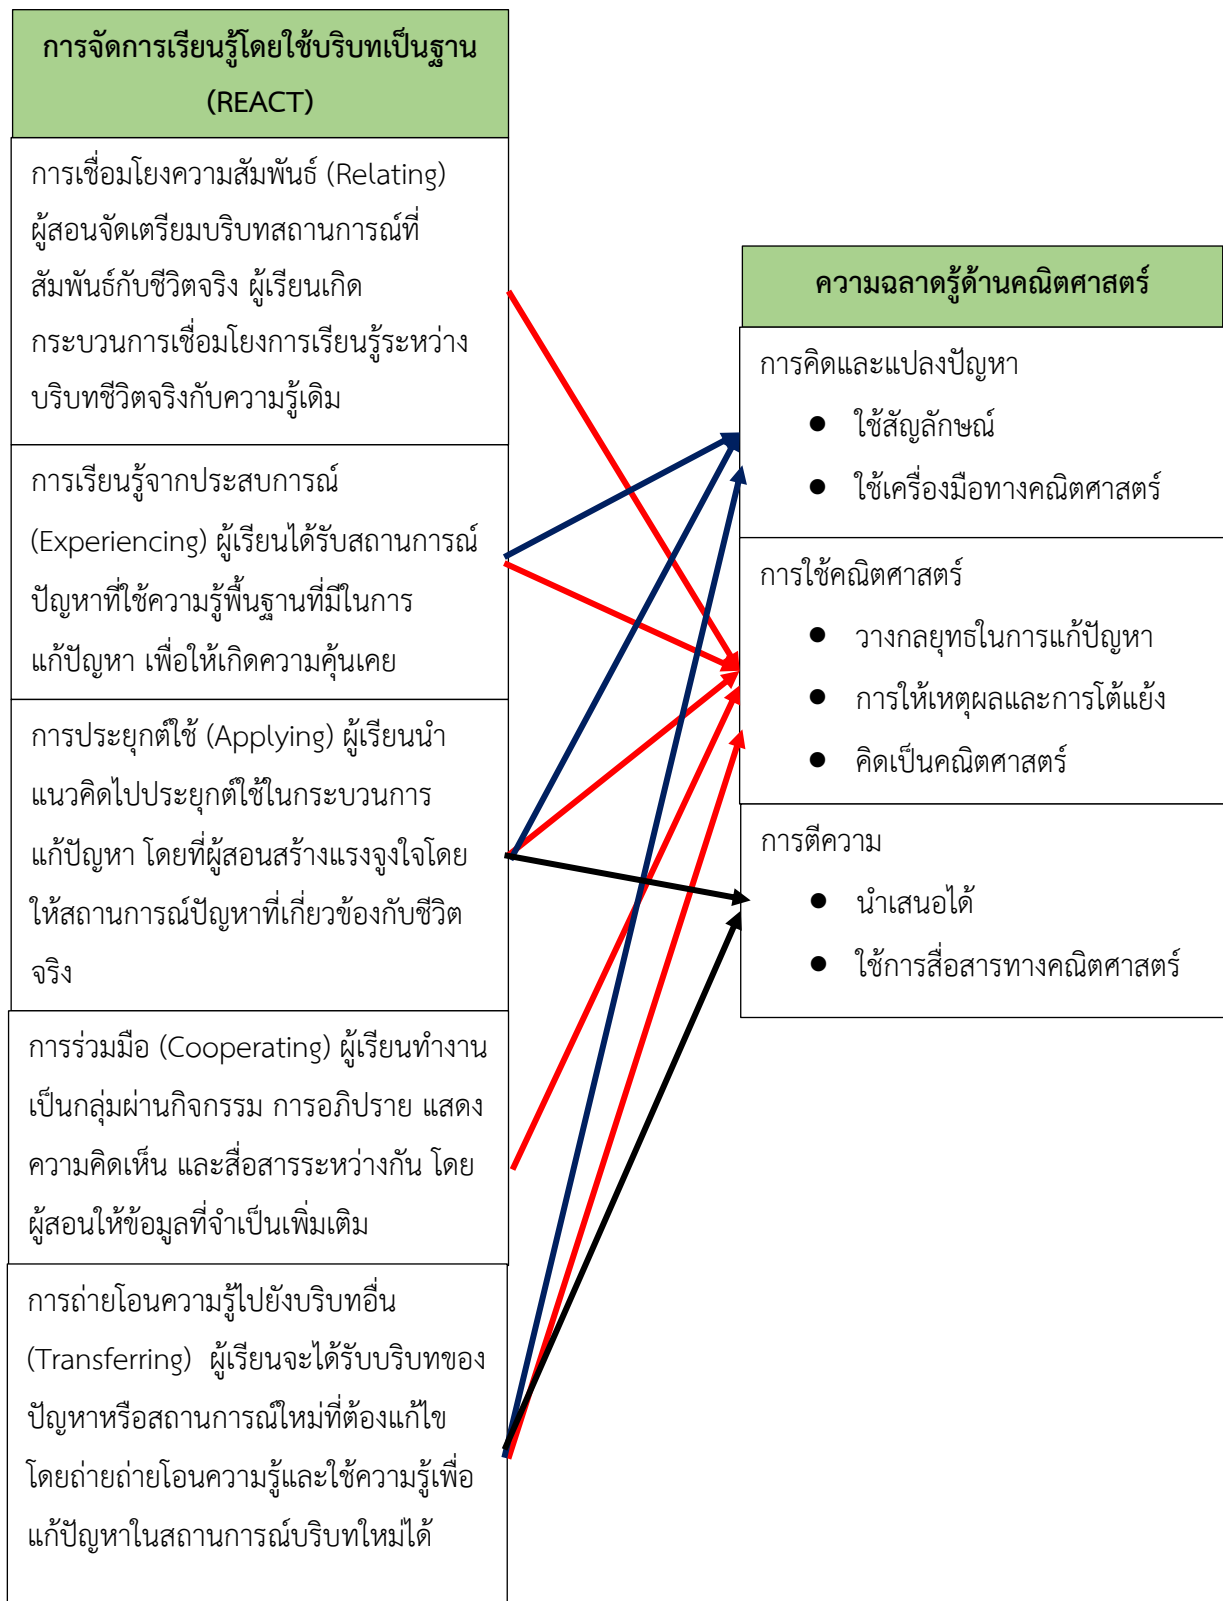 การจัดการเรียนรู้โดยใช้บริบทเป็นฐาน
(REACT)
การเชื่อมโยงความสัมพันธ์ (Relating)
ผู้สอนจัดเตรียมบริบทสถานการณ์ที่
สัมพันธ์กับชีวิตจริง ผู้เรียนเกิด
กระบวนการเชื่อมโยงการเรียนรู้ระหว่าง
บริบทชีวิตจริงกับความรู้เดิม
การเรียนรู้จากประสบการณ์
(Experiencing) ผู้เรียนได้รับสถานการณ์
ปัญหาที่ใช้ความรู้พื้นฐานที่มีในการ
แก้ปัญหา เพื่อให้เกิดความคุ้นเคย
การประยุกต์ใช้ (Applying) ผู้เรียนนำ
แนวคิดไปประยุกต์ใช้ในกระบวนการ
แก้ปัญหา โดยที่ผู้สอนสร้างแรงจูงใจโดย
ให้สถานการณ์ปัญหาที่เกี่ยวข้องกับชีวิต
จริง
การร่วมมือ (Cooperating) ผู้เรียนทำงาน
เป็นกลุ่มผ่านกิจกรรม การอภิปราย แสดง
ความคิดเห็น และสื่อสารระหว่างกัน โดย
ผู้สอนให้ข้อมูลที่จำเป็นเพิ่มเติม
การถ่ายโอนความรู้ไปยังบริบทอื่น
(Transferring) ผู้เรียนจะได้รับบริบทของ
ปัญหาหรือสถานการณ์ใหม่ที่ต้องแก้ไข
โดยถ่ายถ่ายโอนความรู้และใช้ความรู้เพื่อ
แก้ปัญหาในสถานการณ์บริบทใหม่ได้
ความฉลาดรู้ด้านคณิตศาสตร์
การคิดและแปลงปัญหา
● ใช้สัญลักษณ์
● ใช้เครื่องมือทางคณิตศาสตร์
การใช้คณิตศาสตร์
● วางกลยุทธในการแก้ปัญหา
● การให้เหตุผลและการโต้แย้ง
● คิดเป็นคณิตศาสตร์
การตีความ
● นำเสนอได้
● ใช้การสื่อสารทางคณิตศาสตร์